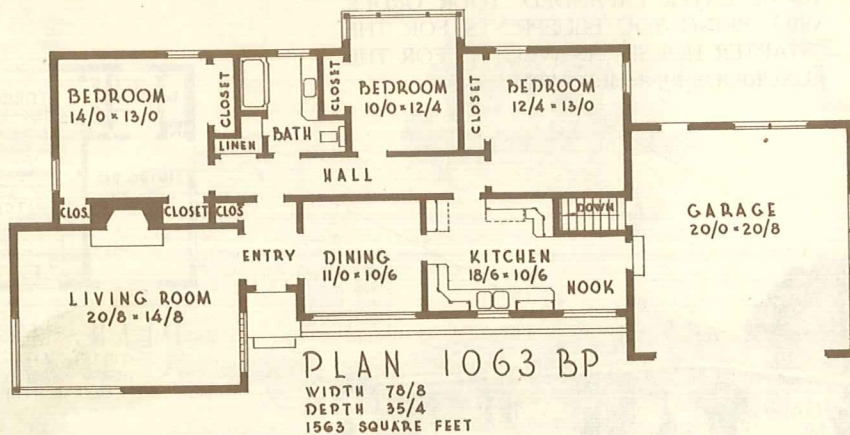 BEDROOM
14/0 × 13/0
CLOSET
BATH
LINEN
CLOSET
BEDROOM
10/0 × 12/4
CLOSET
BEDROOM
12/4 × 13/0
HALL
CLOS.
CLOSET
CLOS
DOWN
GARAGE
20/0 × 20/8
ENTRY
DINING
11/0 × 10/6
KITCHEN
18/6 × 10/6
NOOK
LIVING ROOM
20/8 × 14/8
PLAN 1063 BP
WIDTH 78/8
DEPTH 35/4
1563 SQUARE FEET